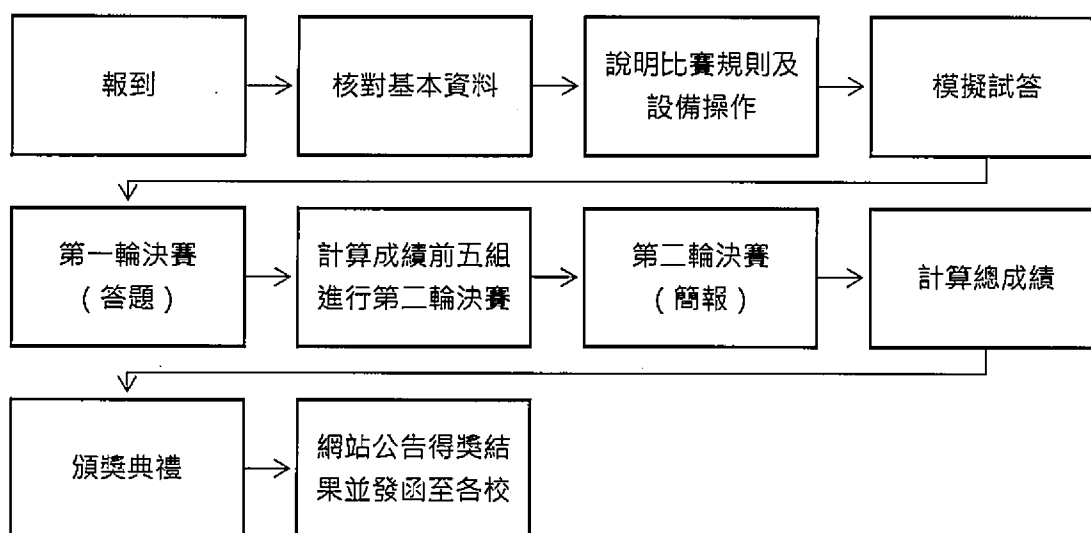 報到
核對基本資料
說明比賽規則及
設備操作
模擬試答
第一輪決賽
(答題)
計算成績前五組
進行第二輪決賽
第二輪決賽
(簡報)
計算總成績
頒獎典禮
網站公告得獎結
果並發函至各校